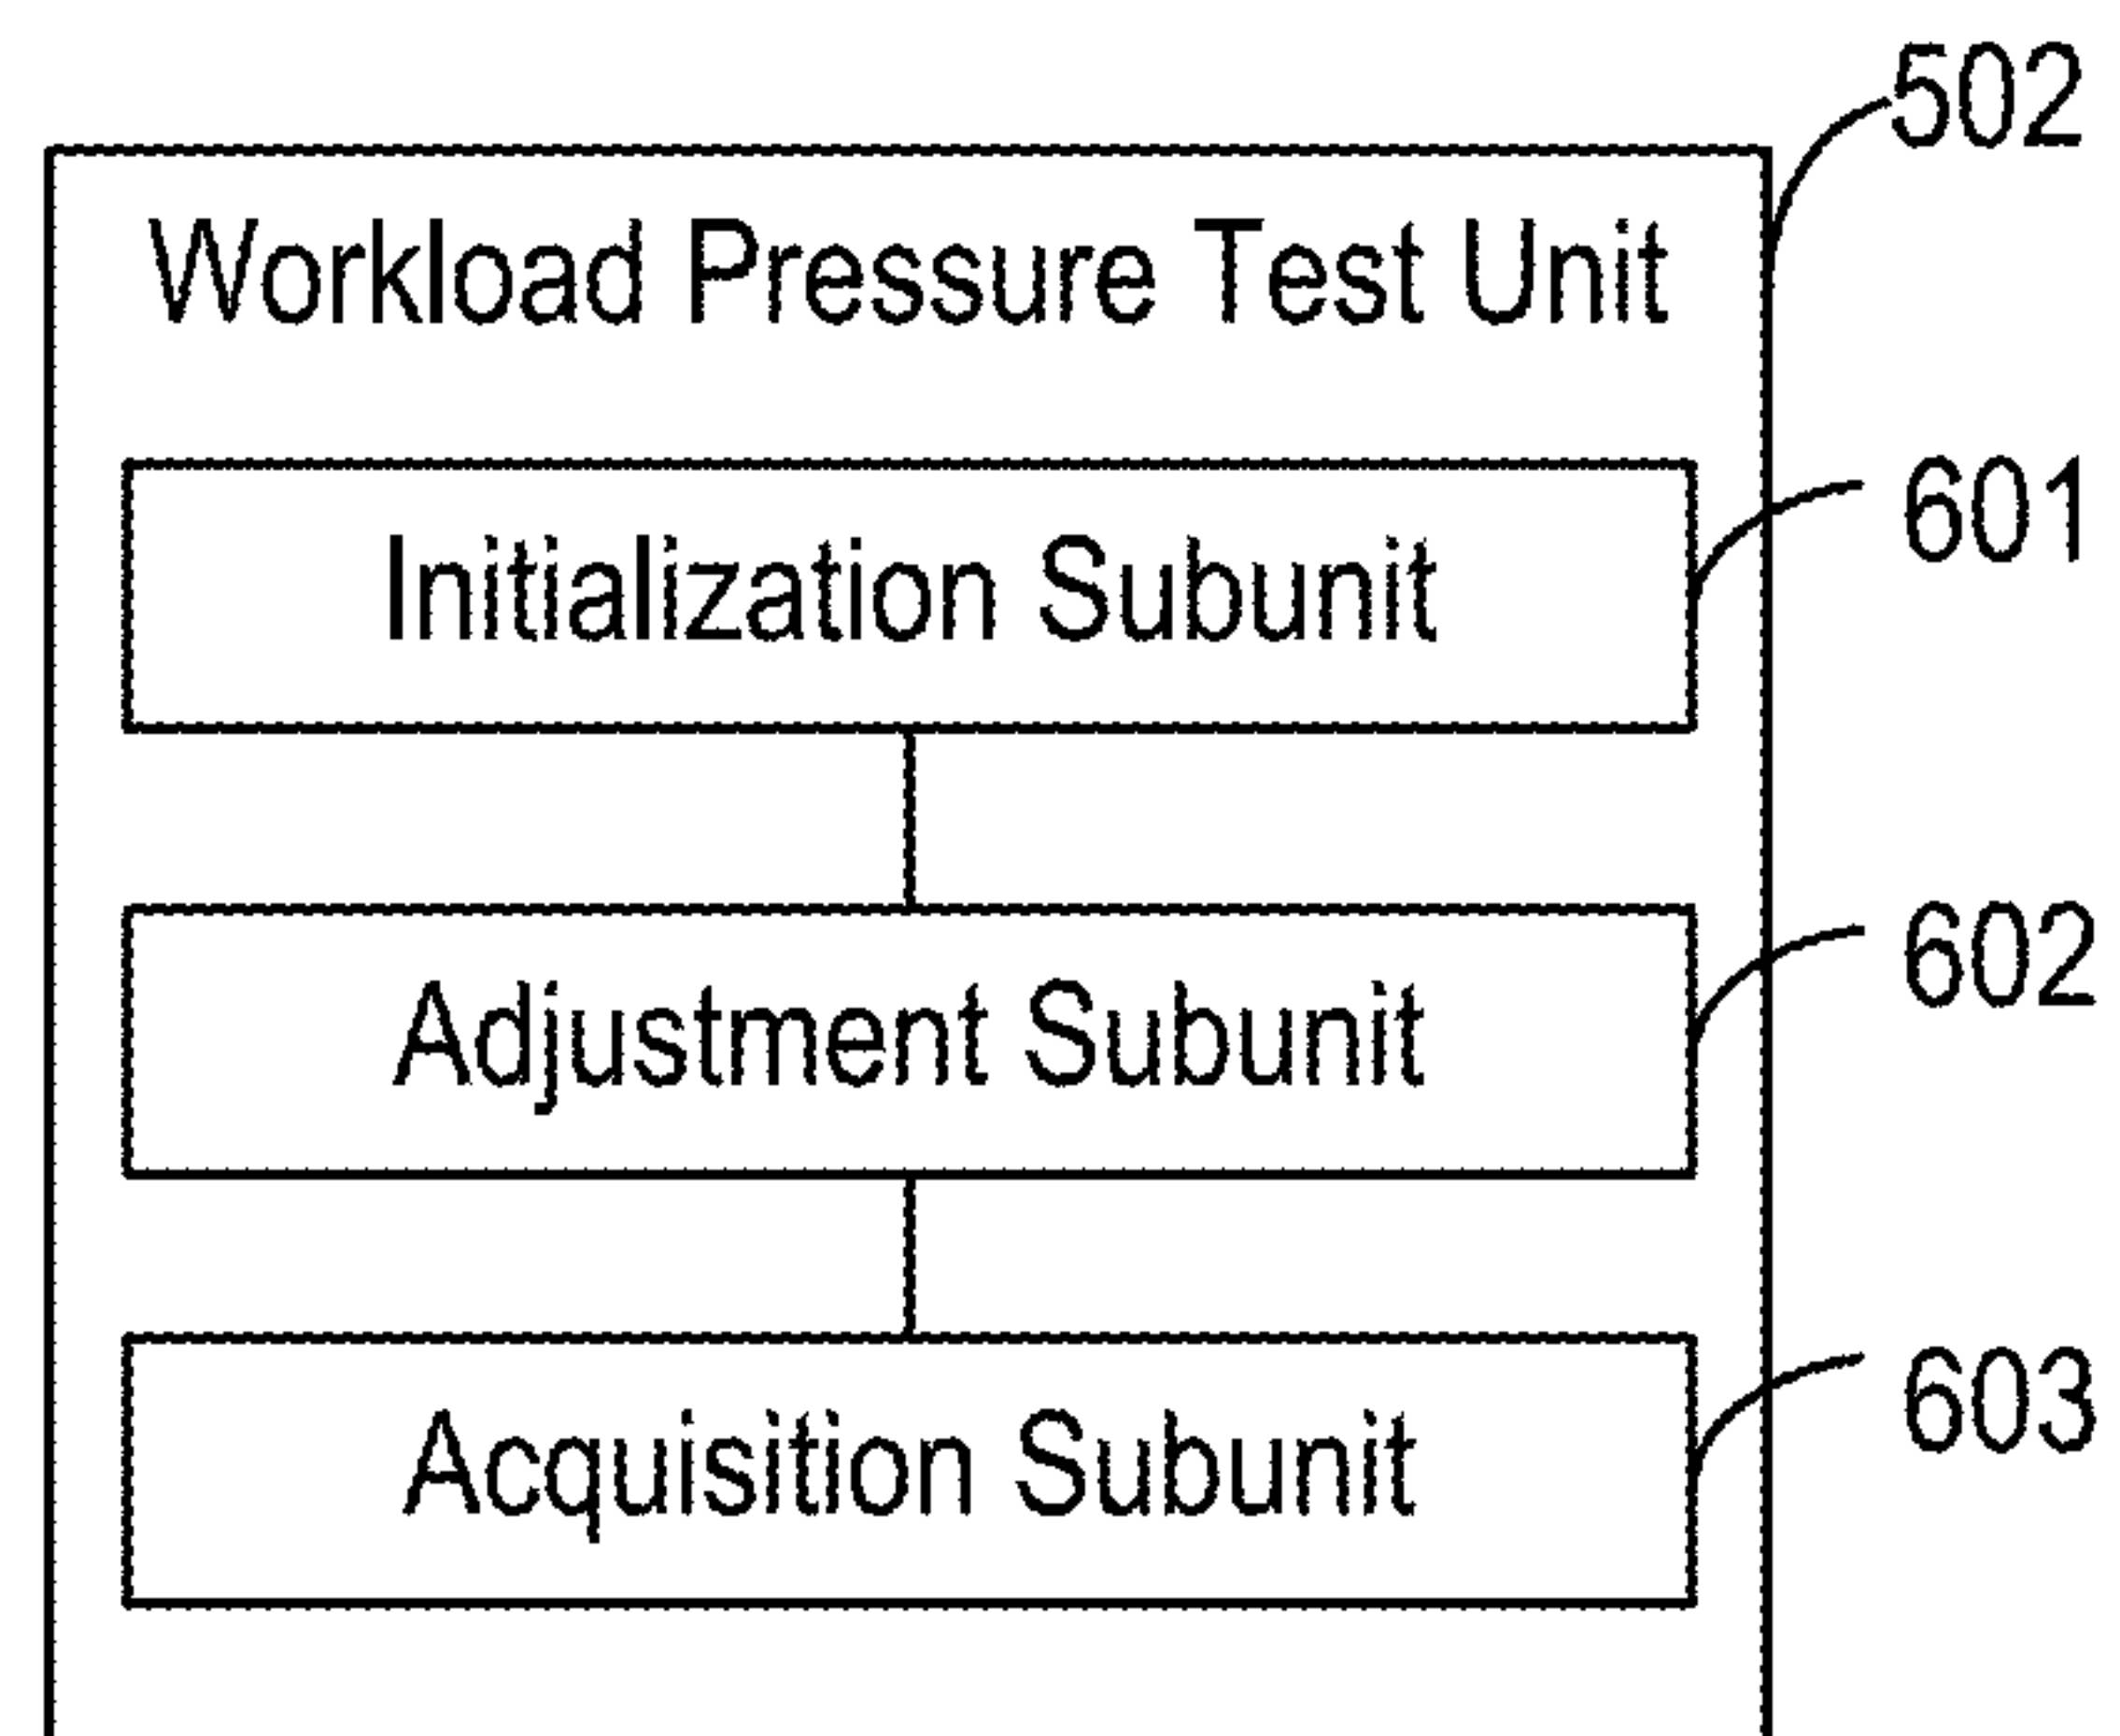 502
Workload Pressure Test Unit
601
Initialization Subunit
602
Adjustment Subunit
603
Acquisition Subunit